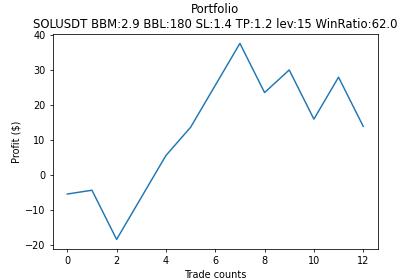 Portfolio
SOLUSDT BBM:2.9 BBL:180 SL:1.4 TP:1.2 lev:15 WinRatio:62.0
40
30
20
10
0
−10
−20
Profit ($)
0 2 4 6 8 10 12
Trade counts